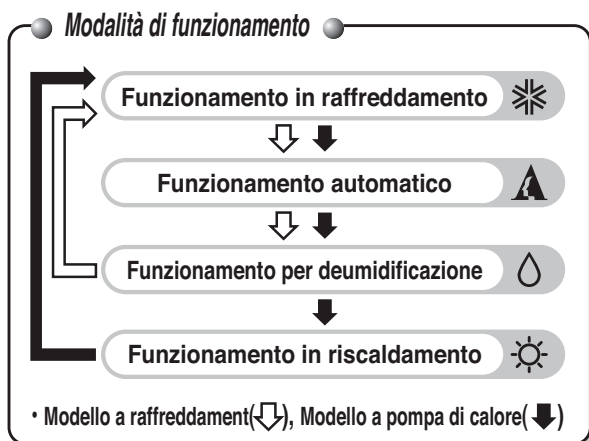 Modalità di funzionamento
Funzionamento in raffreddamento
Funzionamento automatico
Funzionamento per deumidificazione
Funzionamento in riscaldamento
• Modello a raffreddament(⇩), Modello a pompa di calore(⬇)